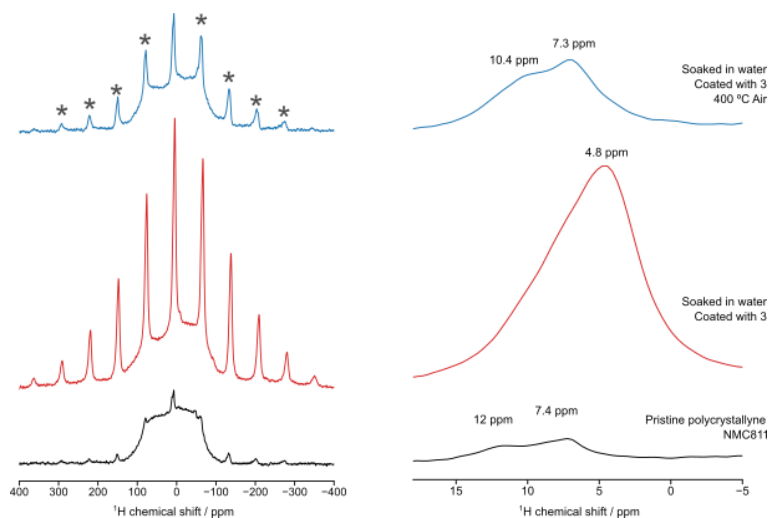 * * * * * * * *
10.4 ppm
7.3 ppm
Soaked in water
Coated with 3
400 ºC Air
4.8 ppm
Soaked in water
Coated with 3
12 ppm
7.4 ppm
Pristine polycrystallyne
NMC811
400 300 200 100 0 −100 −200 −300 −400
¹H chemical shift / ppm
15 10 5 0 −5
¹H chemical shift / ppm